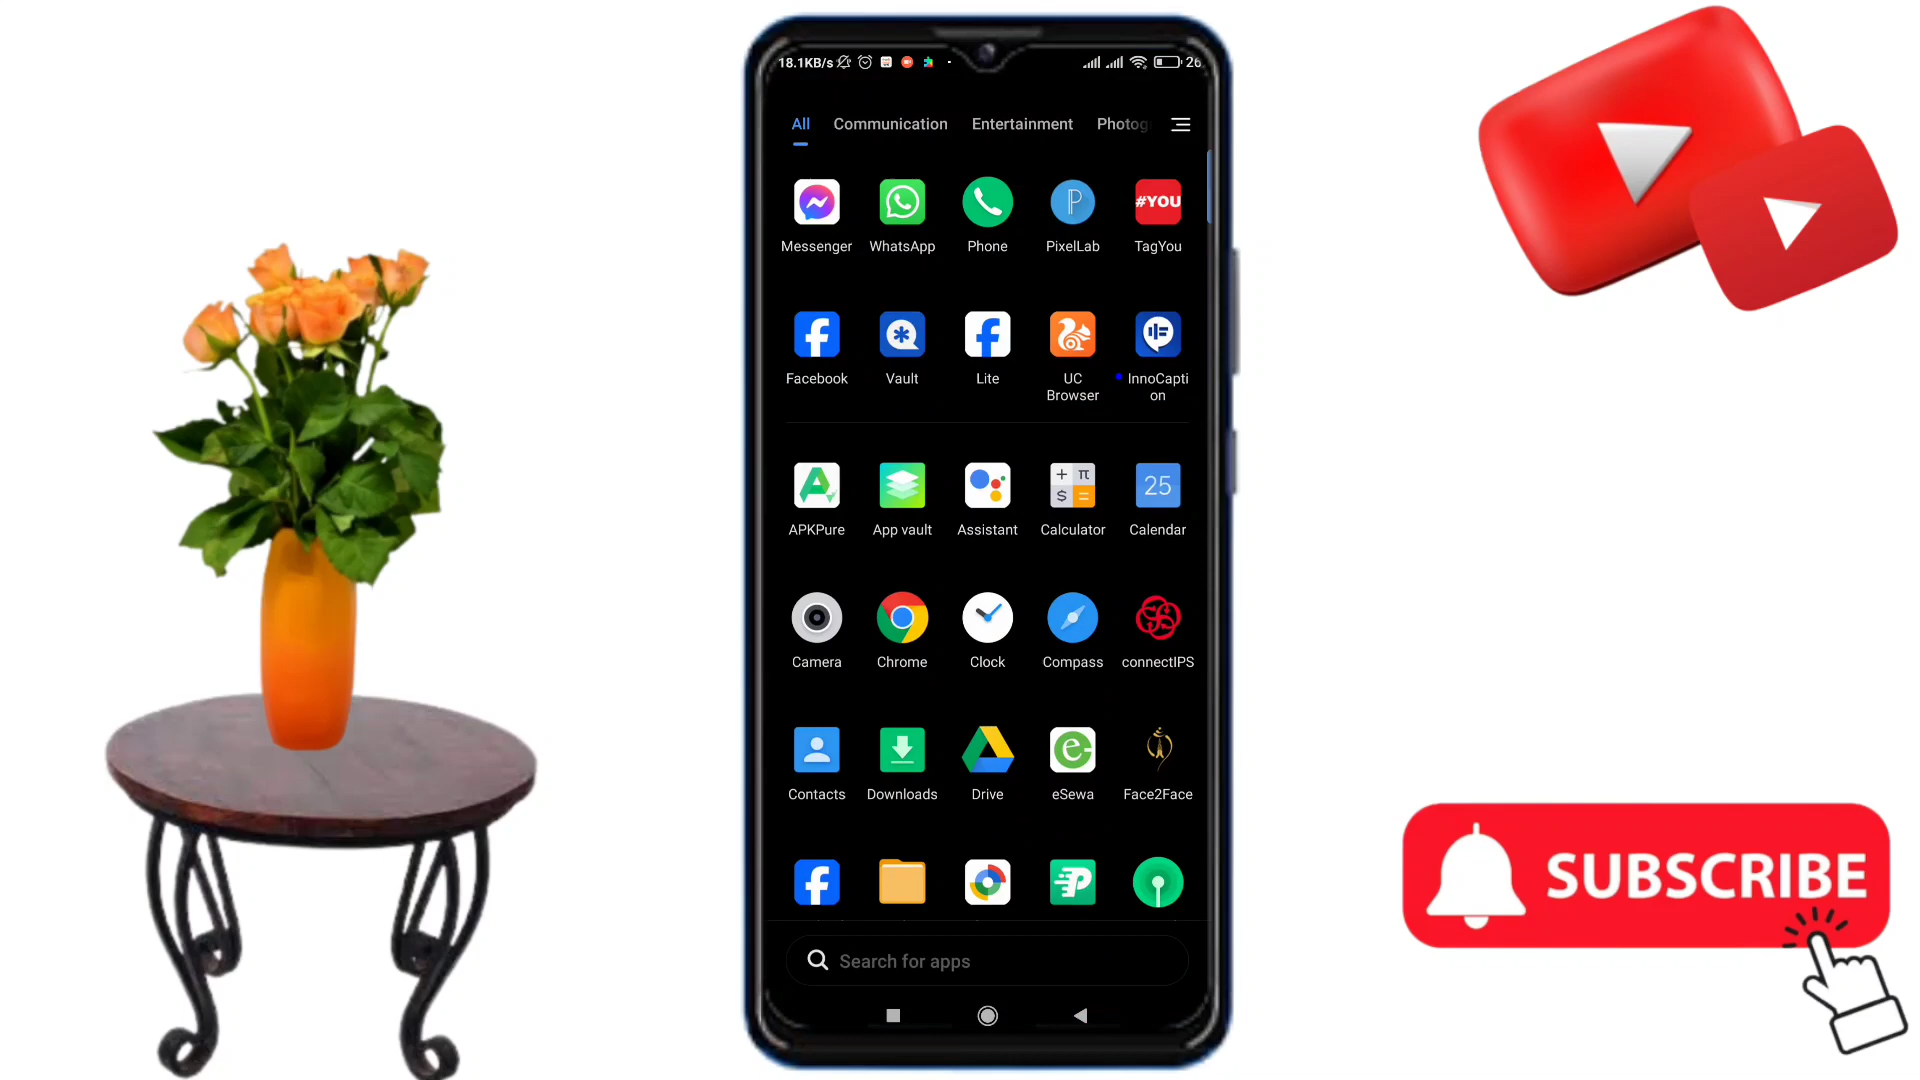 18.1KB/s 26
All Communication Entertainment Photog
#YOU
Messenger WhatsApp Phone PixelLab TagYou
Facebook Vault Lite UC Browser InnoCapti
on
+ π
$ =
25
APKPure App vault Assistant Calculator Calendar
Camera Chrome Clock Compass connectIPS
Contacts Downloads Drive eSewa Face2Face
Search for apps
SUBSCRIBE